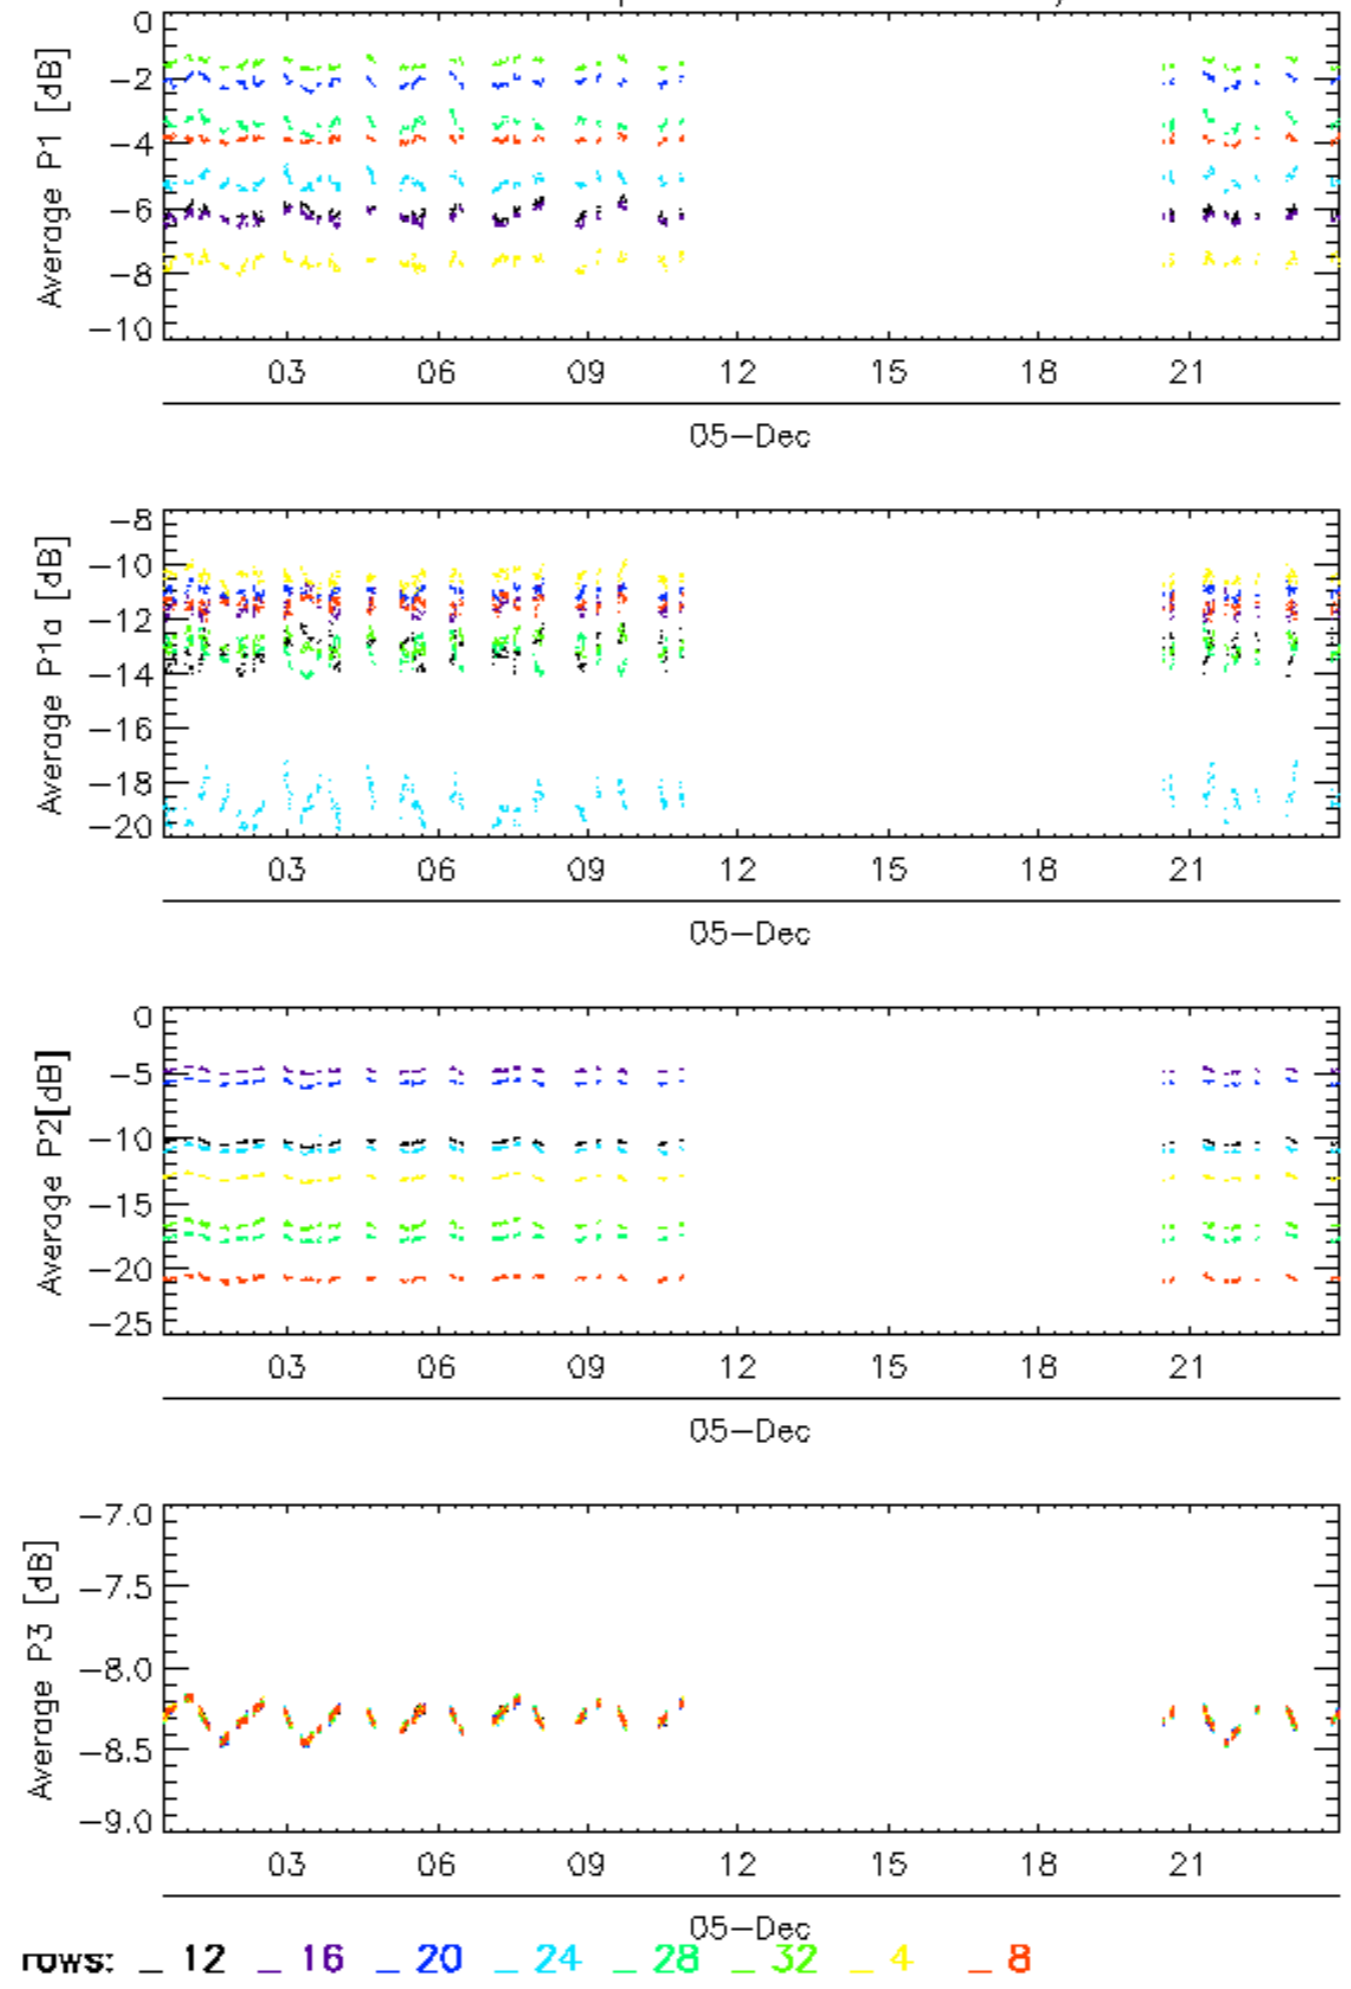 0
−2
−4
−6
−8
−10
Average P1 [dB]
03 06 09 12 15 18 21
05−Dec
−8
−10
−12
−14
−16
−18
−20
Average P1a [dB]
03 06 09 12 15 18 21
05−Dec
0
−5
−10
−15
−20
−25
Average P2[dB]
03 06 09 12 15 18 21
05−Dec
−7.0
−7.5
−8.0
−8.5
−9.0
Average P3 [dB]
03 06 09 12 15 18 21
05−Dec
rows: _ 12 _ 16 _ 20 _ 24 _ 28 _ 32 _ 4 _ 8